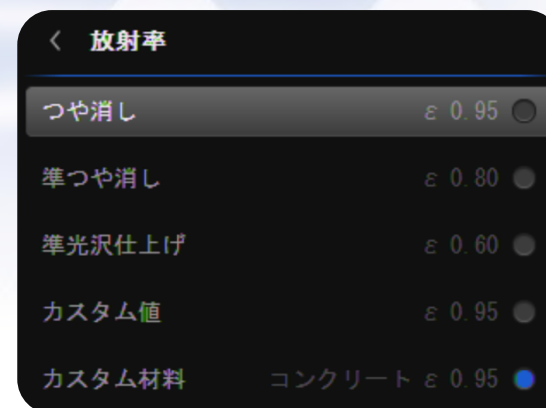 放射率
つや消し ε 0.95
準つや消し ε 0.80
準光沢仕上げ ε 0.60
カスタム値 ε 0.95
カスタム材料 コンクリート ε 0.95